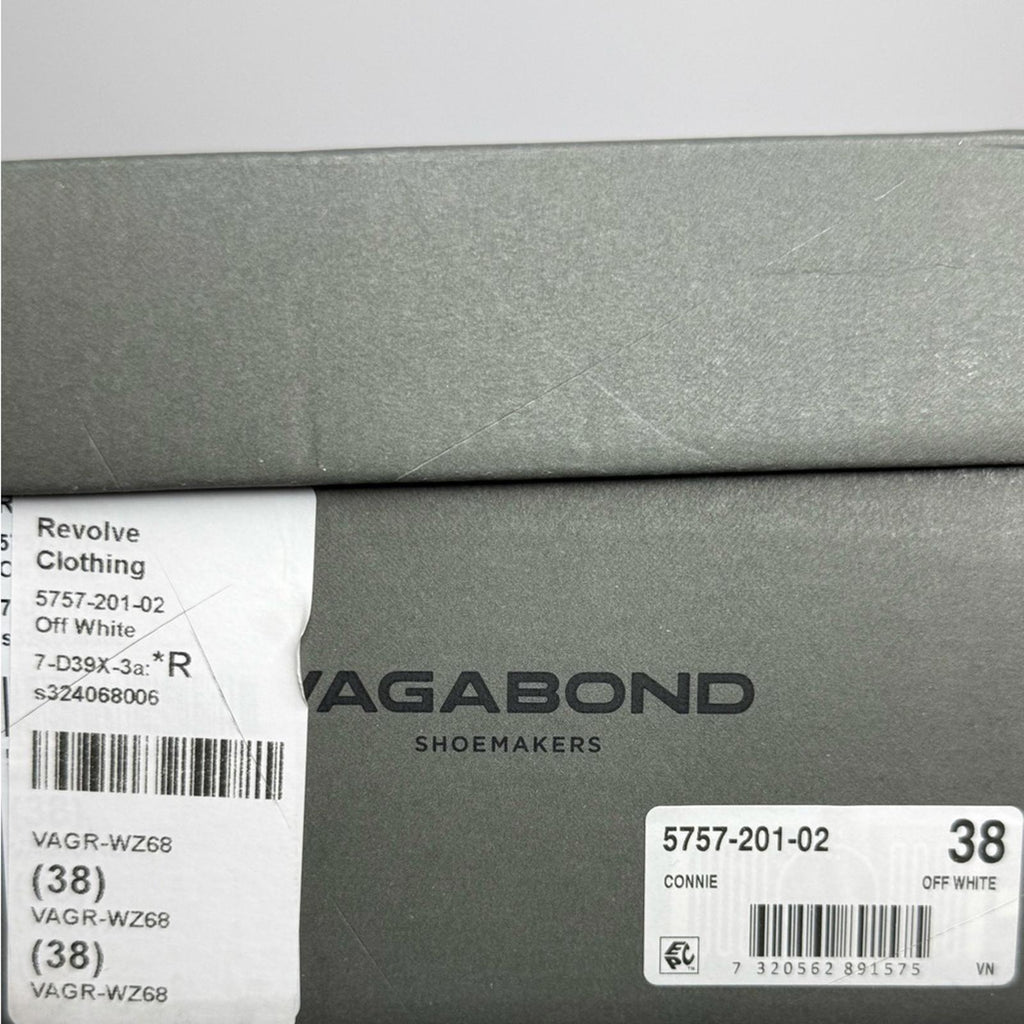 Revolve
Clothing
5757-201-02
Off White
7-D39X-3a:*R
s324068006
VAGR-WZ68
(38)
VAGR-WZ68
(38)
VAGR-WZ68
VAGABOND
SHOEMAKERS
5757-201-02 38
CONNIE OFF WHITE
EPC
7 320562 891575 VN